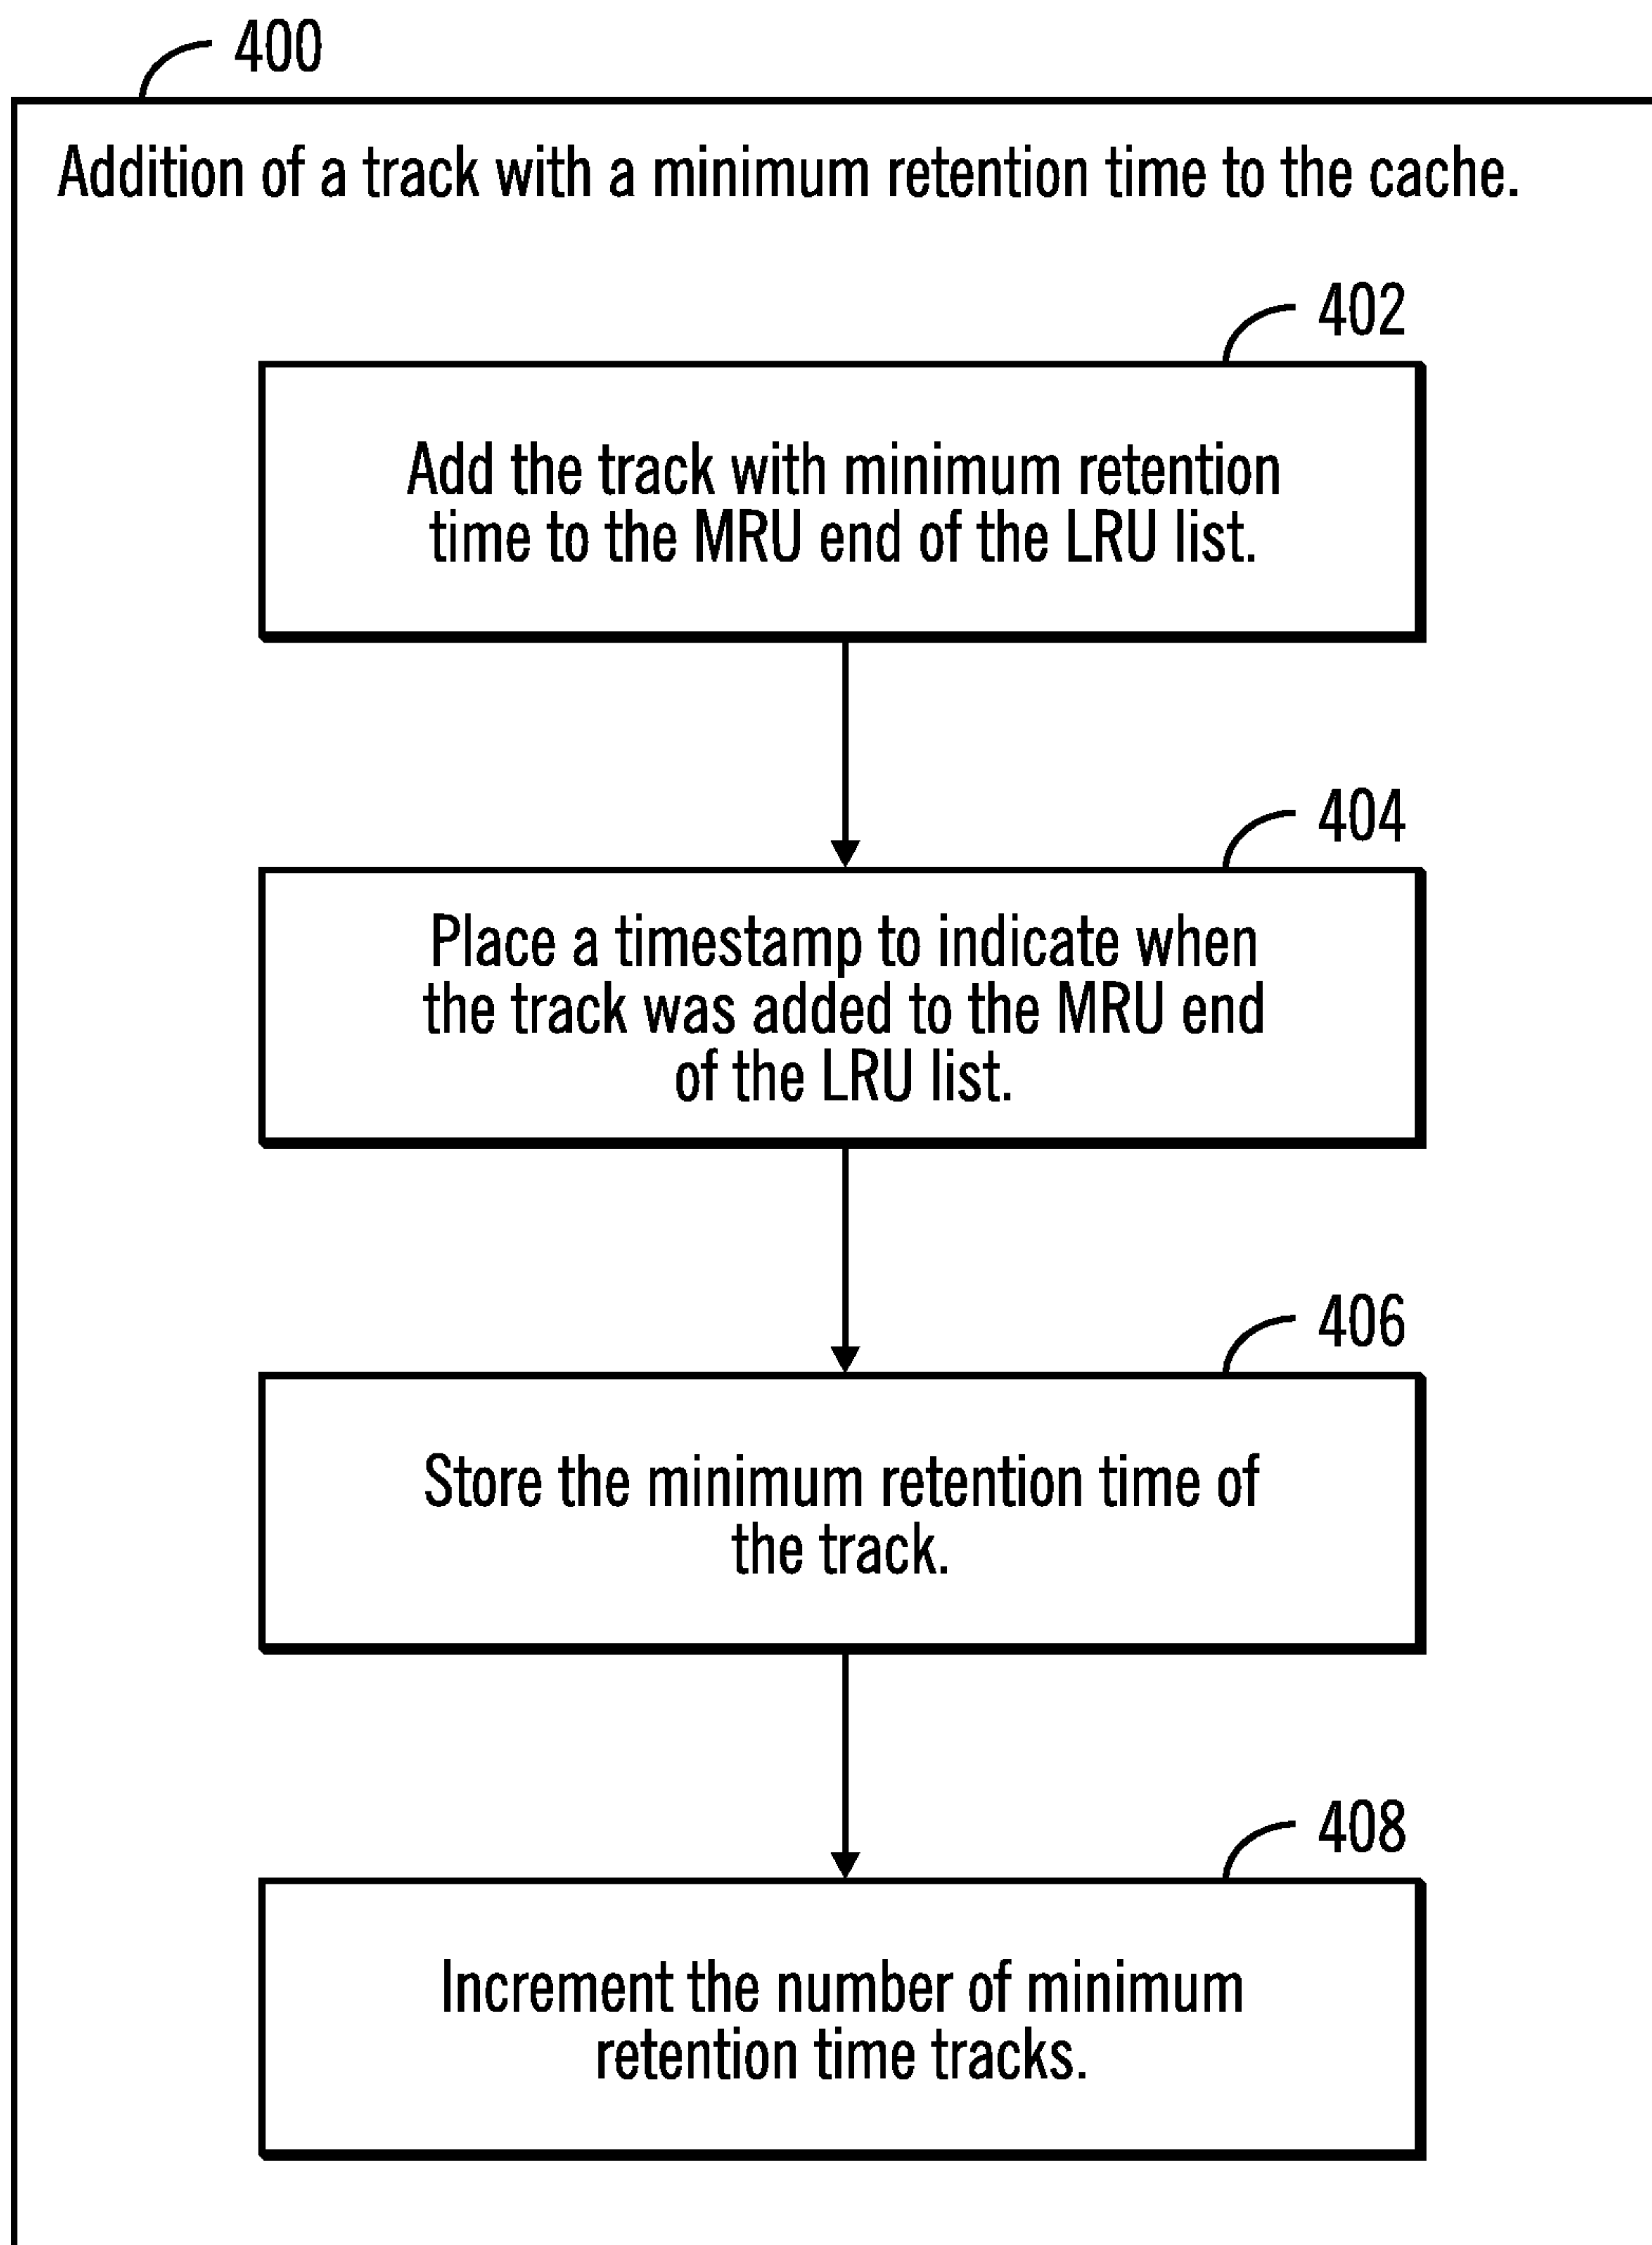 400
Addition of a track with a minimum retention time to the cache.
402
Add the track with minimum retention
time to the MRU end of the LRU list.
404
Place a timestamp to indicate when
the track was added to the MRU end
of the LRU list.
406
Store the minimum retention time of
the track.
408
Increment the number of minimum
retention time tracks.